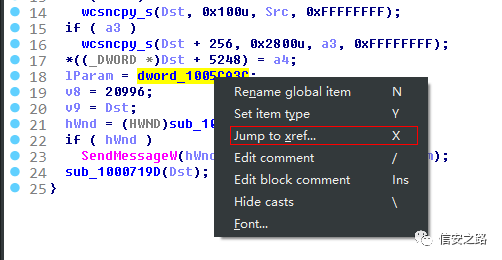 14 wcsncpy_s(Dst, 0x100u, Src, 0xFFFFFFFF);
15 if ( a3 )
16 wcsncpy_s(Dst + 256, 0x2800u, a3, 0xFFFFFFFF);
17 *((_DWORD *)Dst + 5248) = a4;
18 lParam = dword_1005CA3C;
19 v8 = 20996;
20 v9 = Dst;
21 hWnd = (HWND)sub_10
22 if ( hWnd )
23 SendMessageW(hWnd
24 sub_1000719D(Dst);
25 }
Rename global item N
Set item type Y
Jump to xref... X
Edit comment /
Edit block comment Ins
Hide casts \
Font...
信安之路